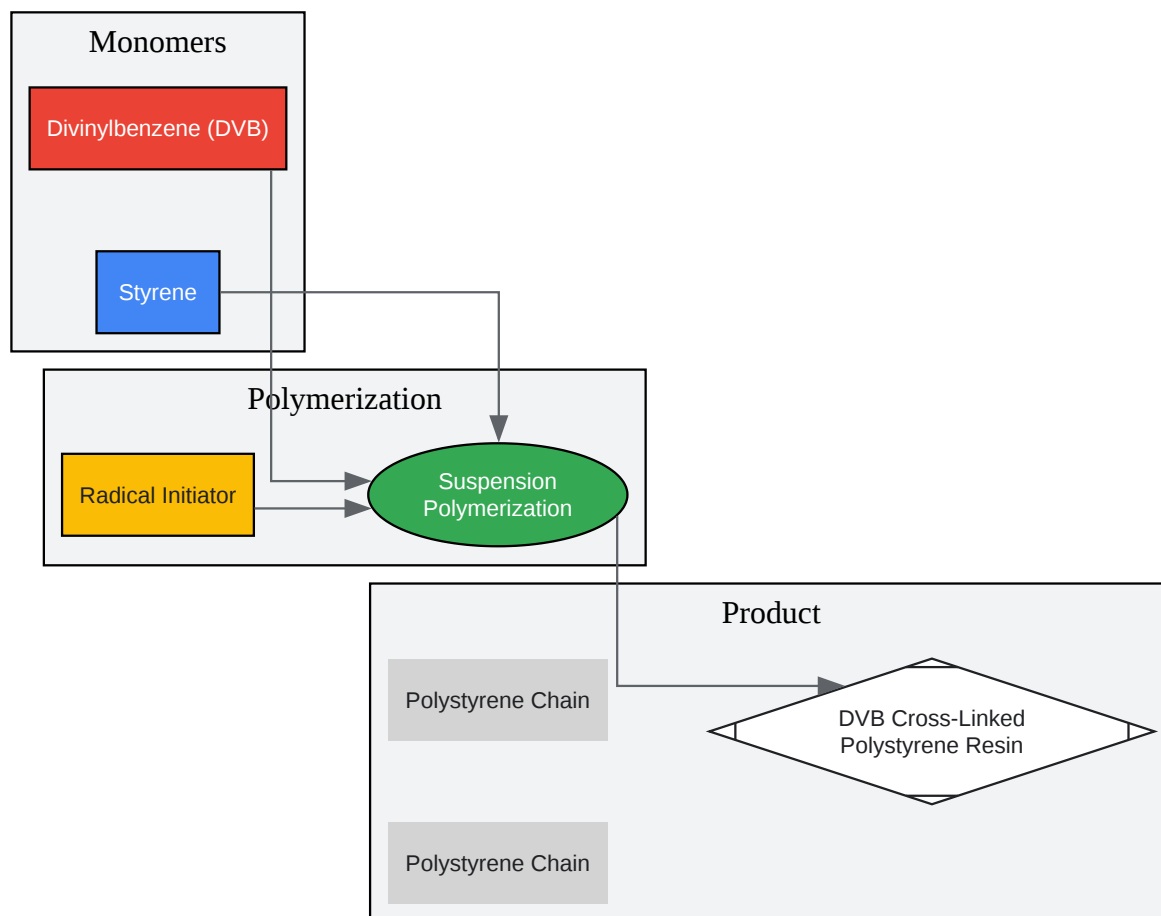 Monomers
Divinylbenzene (DVB)
Styrene
Polymerization
Radical Initiator
Suspension
Polymerization
Product
Polystyrene Chain
DVB Cross-Linked
Polystyrene Resin
Polystyrene Chain